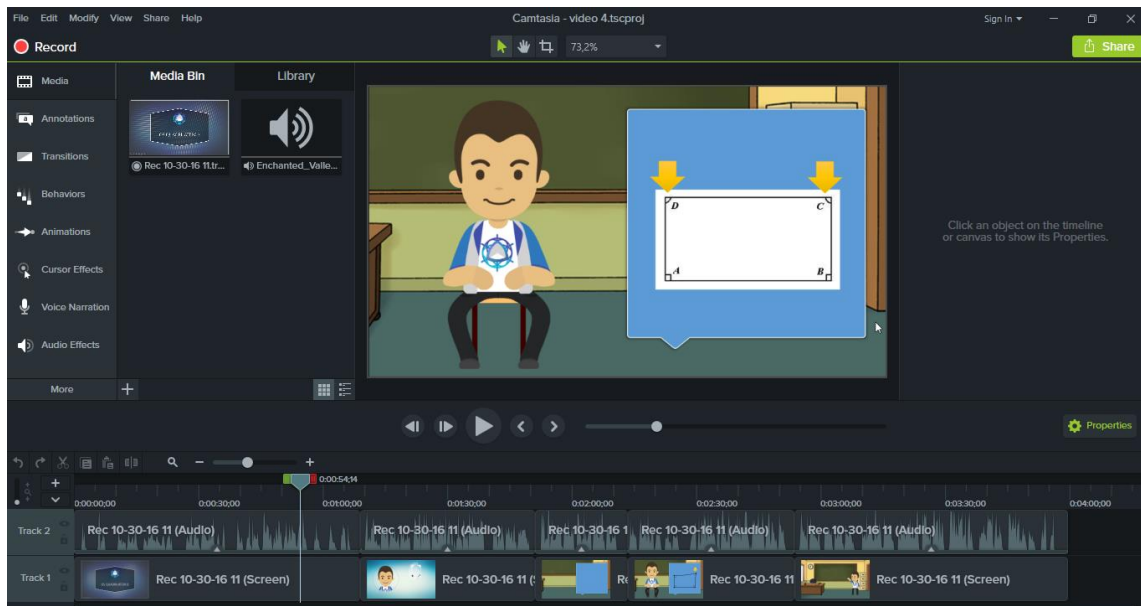 File Edit Modify View Share Help
Camtasia - video 4.tscproj
Sign In
Record
73,2%
Share
Media
Annotations
Transitions
Behaviors
Animations
Cursor Effects
Voice Narration
Audio Effects
More
Media Bin
Library
Rec 10-30-16 11.tr...
Enchanted_Valle...
D C
A B
Click an object on the timeline
or canvas to show its Properties.
Properties
0:00:54;14
0:00:00;00 0:00:30;00 0:01:00;00 0:01:30;00 0:02:00;00 0:02:30;00 0:03:00;00 0:03:30;00 0:04:00;00
Track 2 Rec 10-30-16 11 (Audio) Rec 10-30-16 11 (Audio) Rec 10-30-16 1 Rec 10-30-16 11 (Audio) Rec 10-30-16 11 (Audio)
Track 1 Rec 10-30-16 11 (Screen) Rec 10-30-16 11 (S Re Rec 10-30-16 11 Rec 10-30-16 11 (Screen)